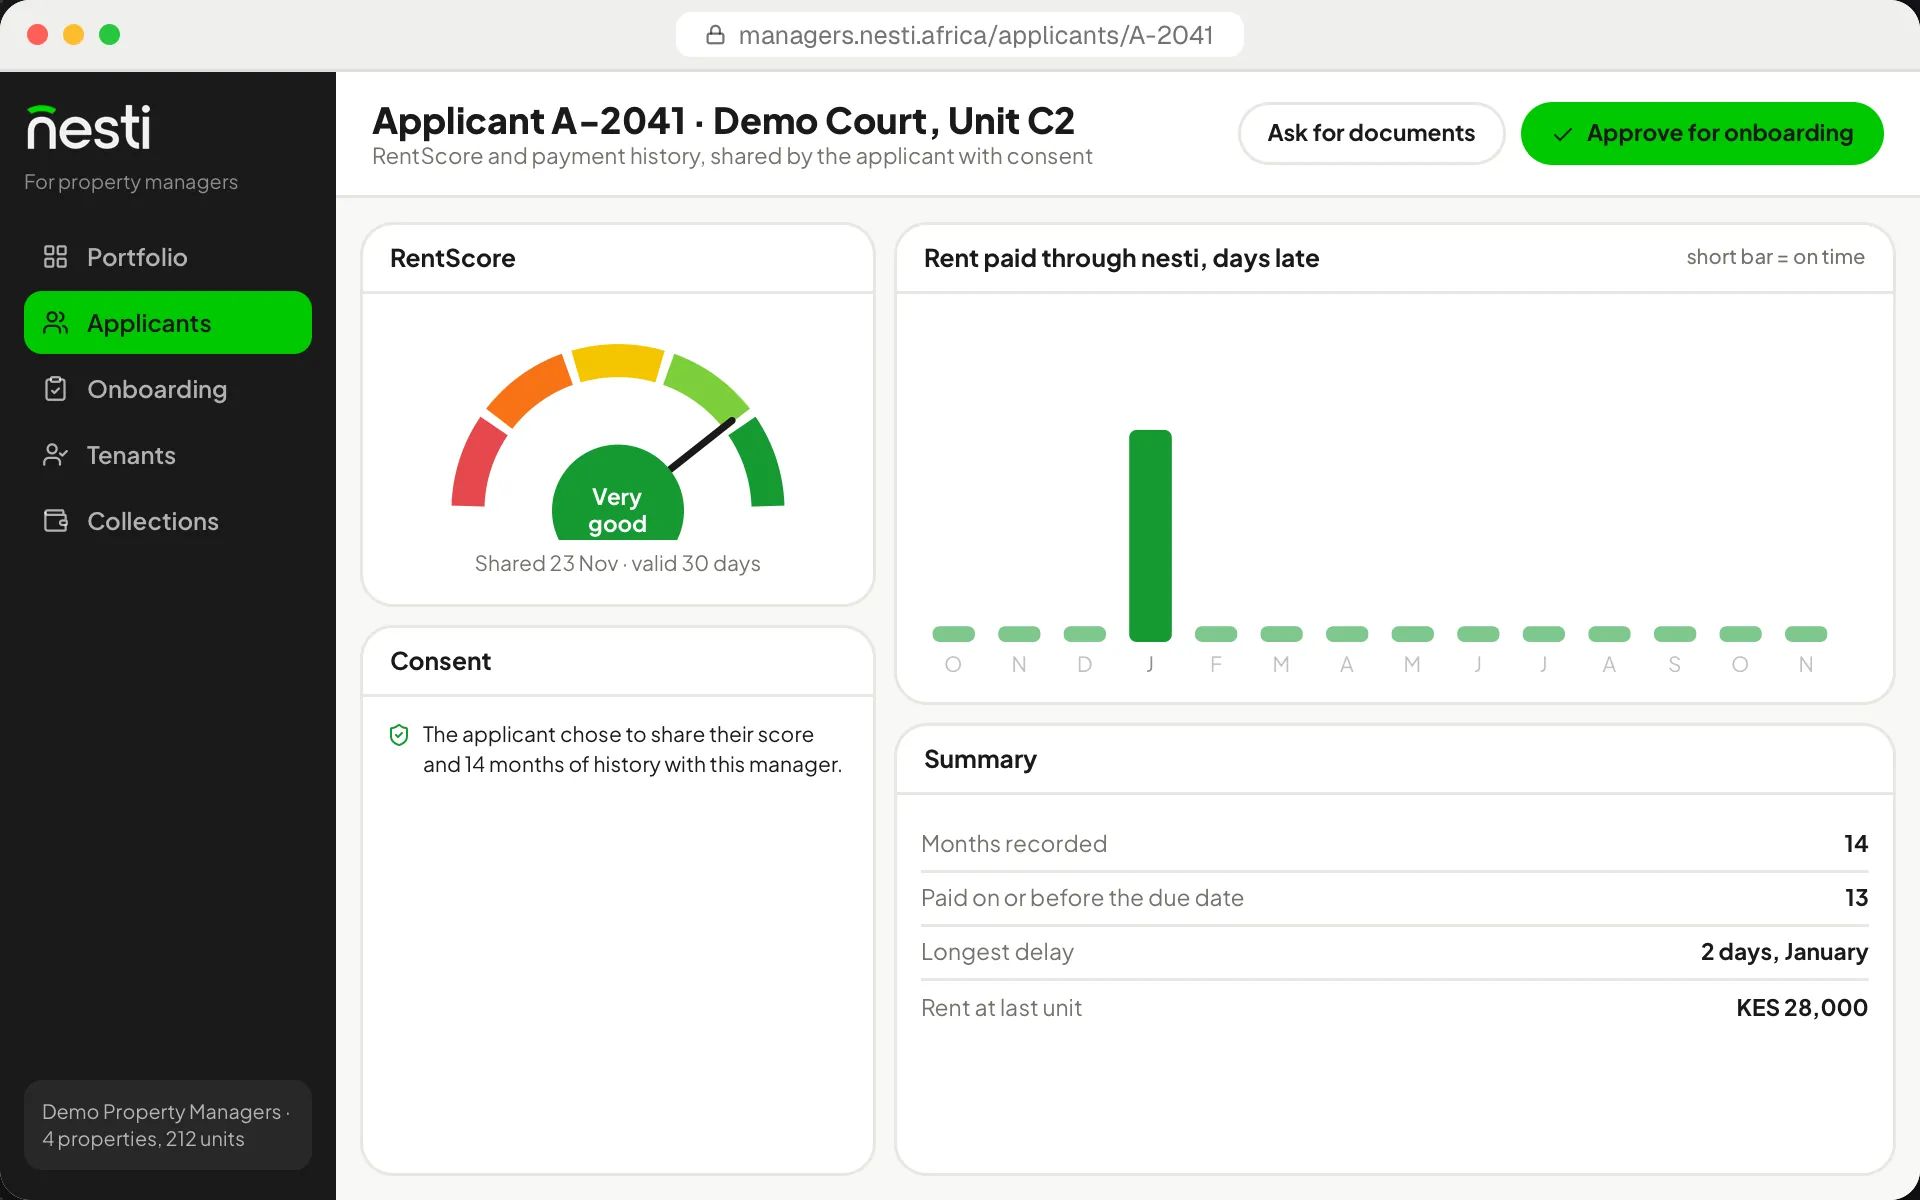 managers.nesti.africa/applicants/A-2041
nesti
For property managers
Portfolio
Applicants
Onboarding
Tenants
Collections
Demo Property Managers ·
4 properties, 212 units
Applicant A–2041 · Demo Court, Unit C2
RentScore and payment history, shared by the applicant with consent
Ask for documents
Approve for onboarding
RentScore
Very
good
Shared 23 Nov · valid 30 days
Consent
The applicant chose to share their score
and 14 months of history with this manager.
Rent paid through nesti, days late
short bar = on time
O N D J F M A M J J A S O N
Summary
Months recorded 14
Paid on or before the due date 13
Longest delay 2 days, January
Rent at last unit KES 28,000